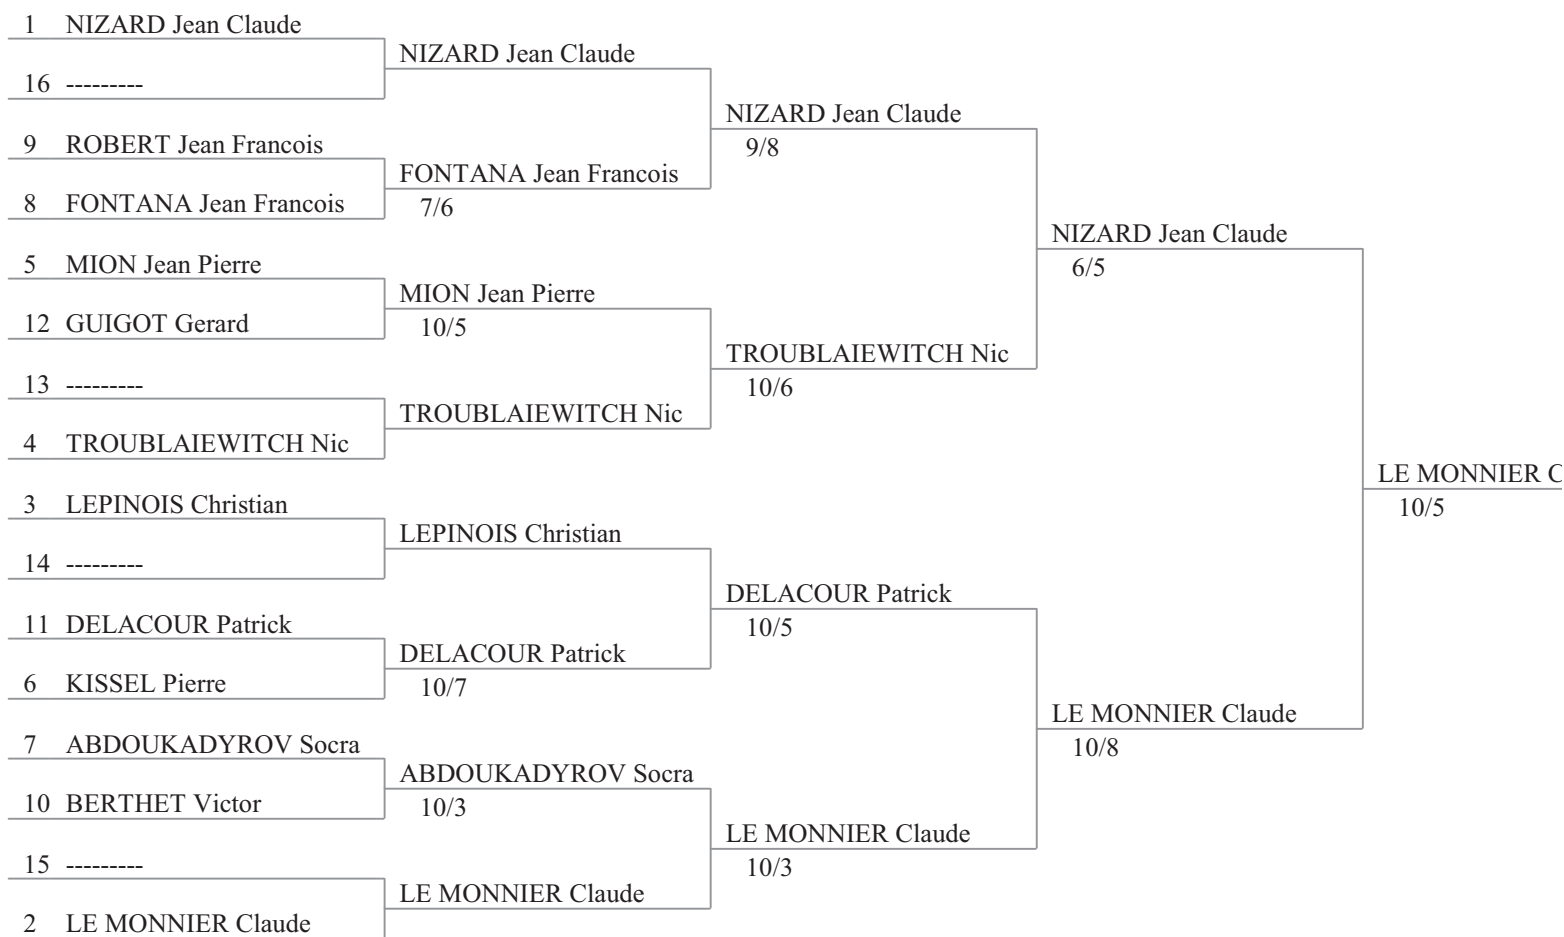 1 NIZARD Jean Claude
16 ---------
9 ROBERT Jean Francois
8 FONTANA Jean Francois
5 MION Jean Pierre
12 GUIGOT Gerard
13 ---------
4 TROUBLAIEWITCH Nic
3 LEPINOIS Christian
14 ---------
11 DELACOUR Patrick
6 KISSEL Pierre
7 ABDOUKADYROV Socra
10 BERTHET Victor
15 ---------
2 LE MONNIER Claude
NIZARD Jean Claude
FONTANA Jean Francois
7/6
MION Jean Pierre
10/5
TROUBLAIEWITCH Nic
LEPINOIS Christian
DELACOUR Patrick
10/7
ABDOUKADYROV Socra
10/3
LE MONNIER Claude
NIZARD Jean Claude
9/8
TROUBLAIEWITCH Nic
10/6
DELACOUR Patrick
10/5
LE MONNIER Claude
10/3
NIZARD Jean Claude
6/5
LE MONNIER Claude
10/8
LE MONNIER C
10/5